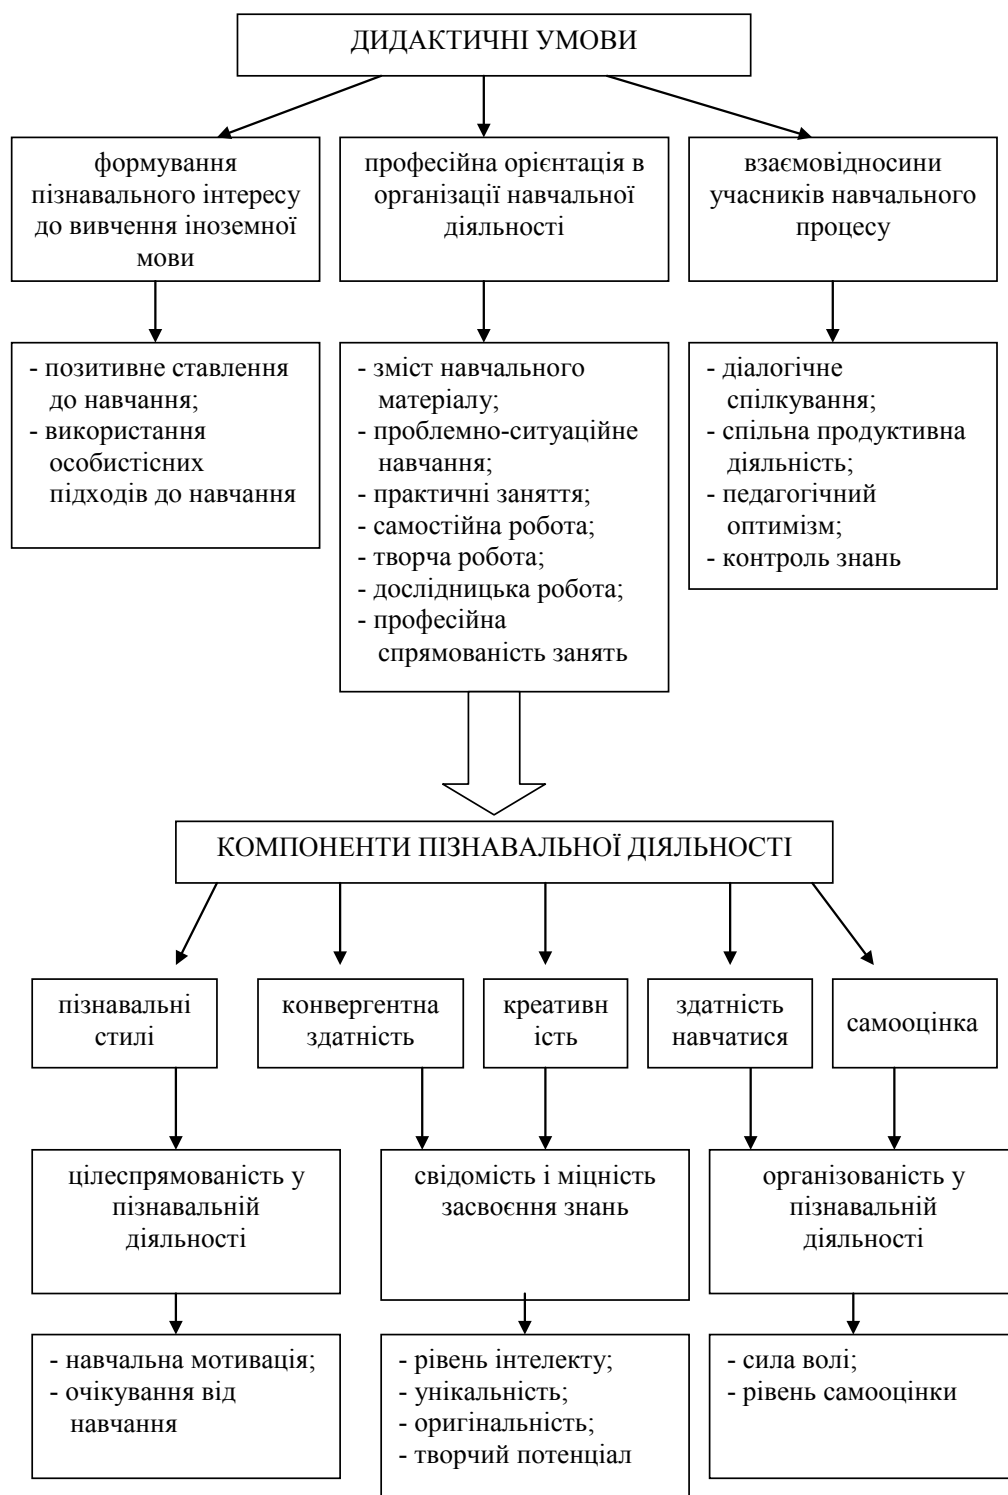 ДИДАКТИЧНІ УМОВИ
формування
пізнавального інтересу
до вивчення іноземної
мови
професійна орієнтація в
організації навчальної
діяльності
взаємовідносини
учасників навчального
процесу
- позитивне ставлення
до навчання;
- використання
особистісних
підходів до навчання
- зміст навчального
матеріалу;
- проблемно-ситуаційне
навчання;
- практичні заняття;
- самостійна робота;
- творча робота;
- дослідницька робота;
- професійна
спрямованість занять
- діалогічне
спілкування;
- спільна продуктивна
діяльність;
- педагогічний
оптимізм;
- контроль знань
КОМПОНЕНТИ ПІЗНАВАЛЬНОЇ ДІЯЛЬНОСТІ
пізнавальні
стилі
конвергентна
здатність
креативн
ість
здатність
навчатися
самооцінка
цілеспрямованість у
пізнавальній
діяльності
свідомість і міцність
засвоєння знань
організованість у
пізнавальній
діяльності
- навчальна мотивація;
- очікування від
навчання
- рівень інтелекту;
- унікальність;
- оригінальність;
- творчий потенціал
- сила волі;
- рівень самооцінки